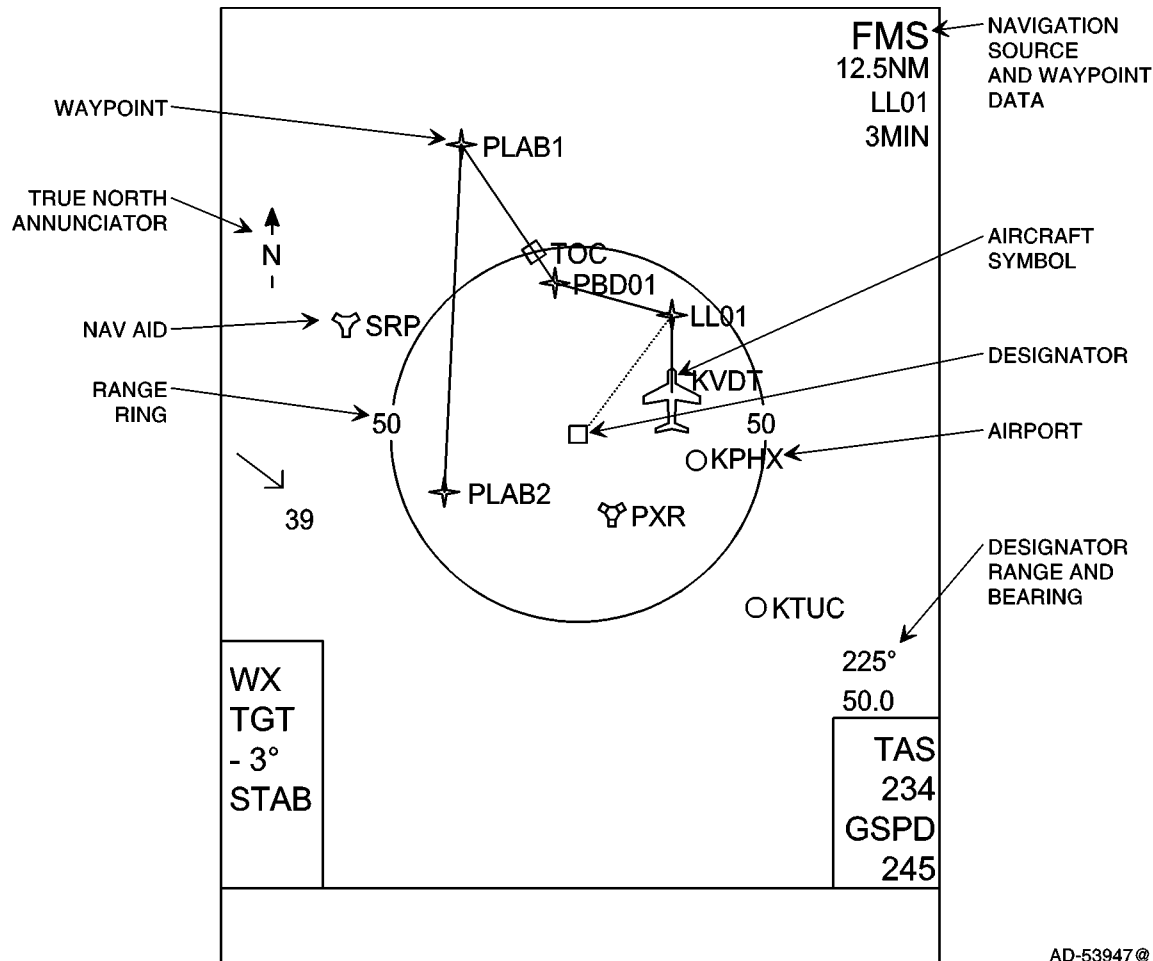 FMS
12.5NM
LL01
3MIN
NAVIGATION
SOURCE
AND WAYPOINT
DATA
WAYPOINT
PLAB1
TRUE NORTH
ANNUNCIATOR
N
TOC
PBD01
AIRCRAFT
SYMBOL
NAV AID
SRP
LL01
DESIGNATOR
RANGE
RING
KVDT
50
50
AIRPORT
KPHX
PLAB2
39
PXR
DESIGNATOR
RANGE AND
BEARING
KTUC
225°
50.0
WX
TGT
- 3°
STAB
TAS
234
GSPD
245
AD-53947@